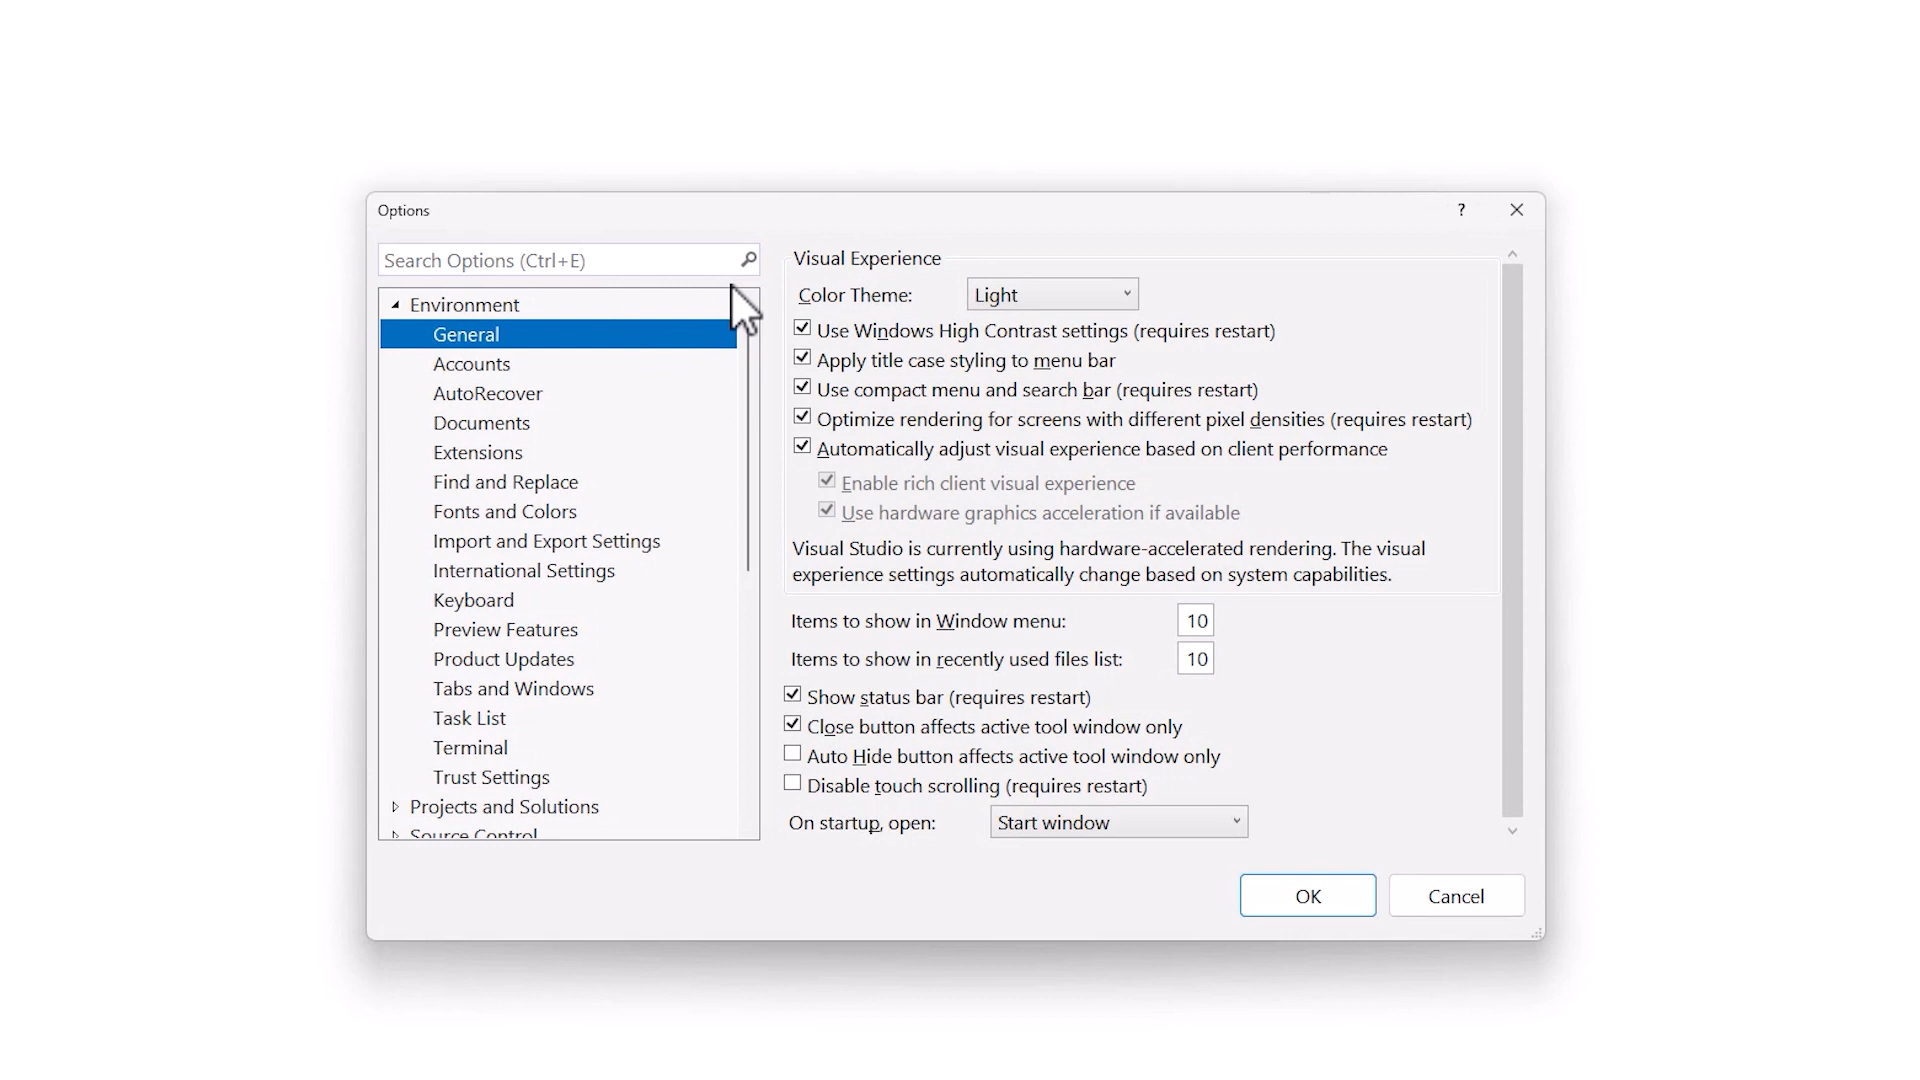 Options
?
Search Options (Ctrl+E)
Environment
General
Accounts
AutoRecover
Documents
Extensions
Find and Replace
Fonts and Colors
Import and Export Settings
International Settings
Keyboard
Preview Features
Product Updates
Tabs and Windows
Task List
Terminal
Trust Settings
Projects and Solutions
Source Control
Visual Experience
Color Theme: Light
Use Windows High Contrast settings (requires restart)
Apply title case styling to menu bar
Use compact menu and search bar (requires restart)
Optimize rendering for screens with different pixel densities (requires restart)
Automatically adjust visual experience based on client performance
Enable rich client visual experience
Use hardware graphics acceleration if available
Visual Studio is currently using hardware-accelerated rendering. The visual
experience settings automatically change based on system capabilities.
Items to show in Window menu: 10
Items to show in recently used files list: 10
Show status bar (requires restart)
Close button affects active tool window only
Auto Hide button affects active tool window only
Disable touch scrolling (requires restart)
On startup, open: Start window
OK Cancel